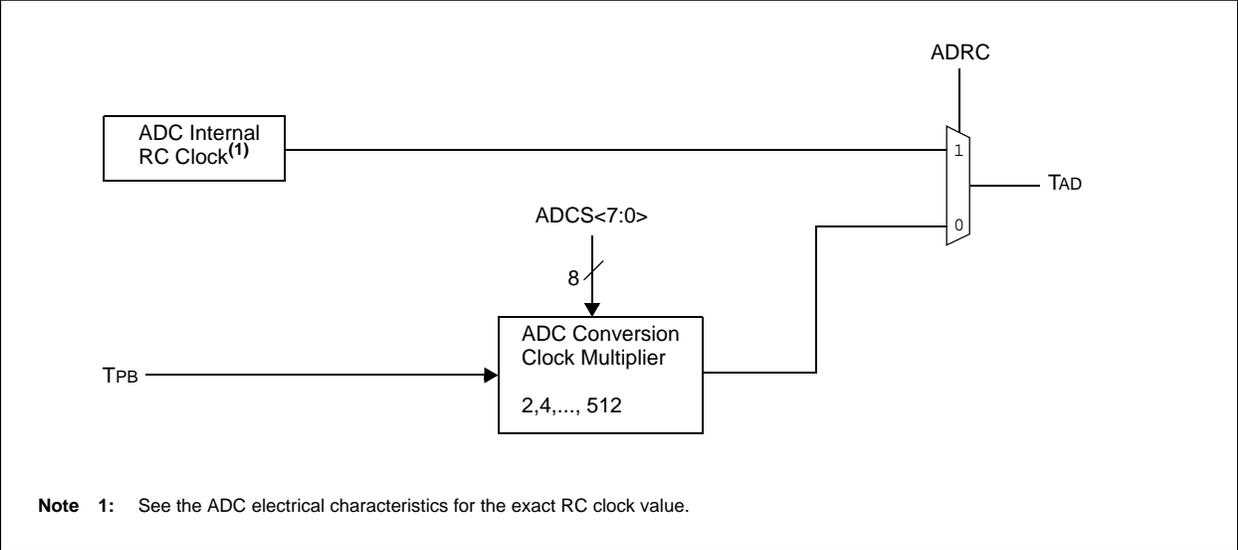 ADRC
ADC Internal
RC Clock(1)
1
TAD
ADCS<7:0>
0
8
ADC Conversion
Clock Multiplier
TPB
2,4,..., 512
Note 1: See the ADC electrical characteristics for the exact RC clock value.